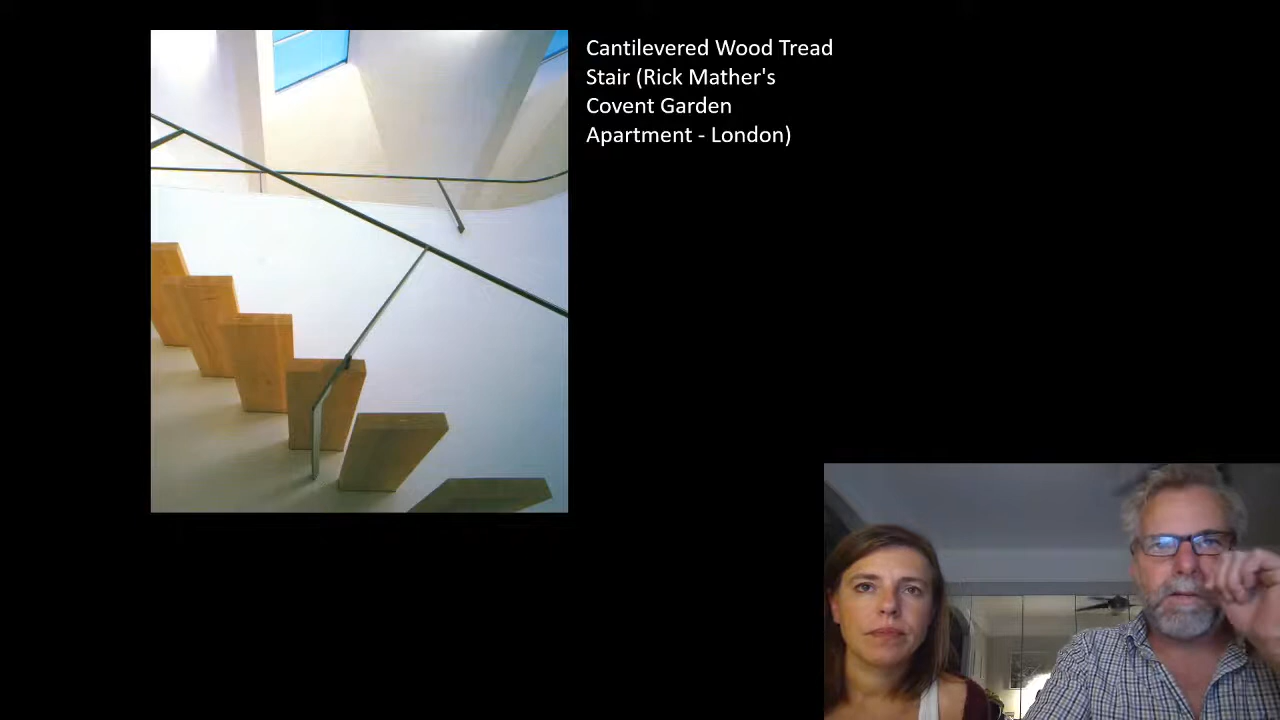 Cantilevered Wood Tread
Stair (Rick Mather's
Covent Garden
Apartment - London)